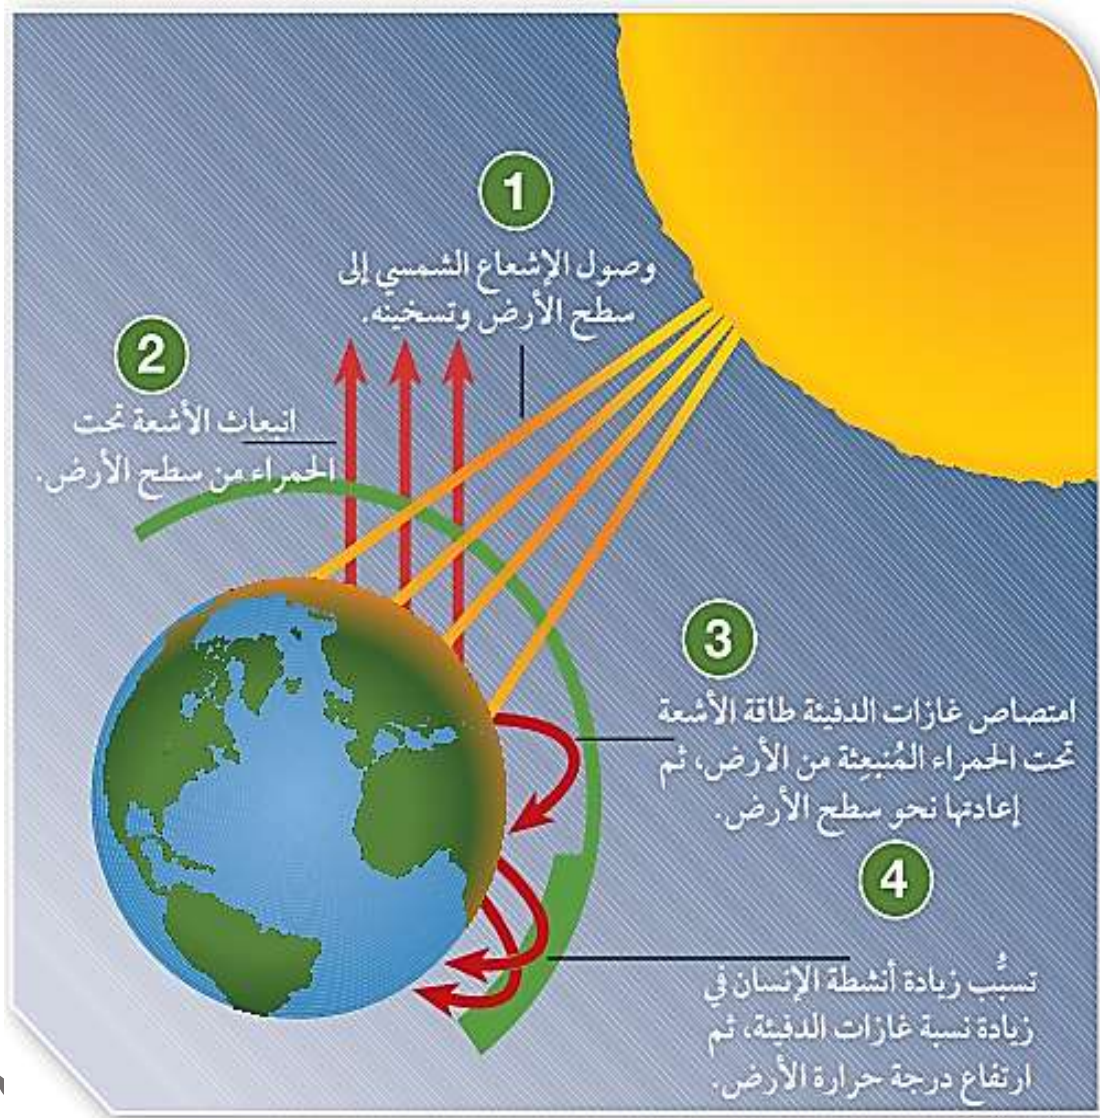 1
وصول الإشعاع الشمسي إلى
سطح الأرض وتسخينه.
2
انبعاث الأشعة تحت
الحمراء من سطح الأرض.
3
امتصاص غازات الدفيئة طاقة الأشعة
تحت الحمراء المُنبعِثة من الأرض، ثم
إعادتها نحو سطح الأرض.
4
تسبُّب زيادة أنشطة الإنسان في
زيادة نسبة غازات الدفيئة، ثم
ارتفاع درجة حرارة الأرض.